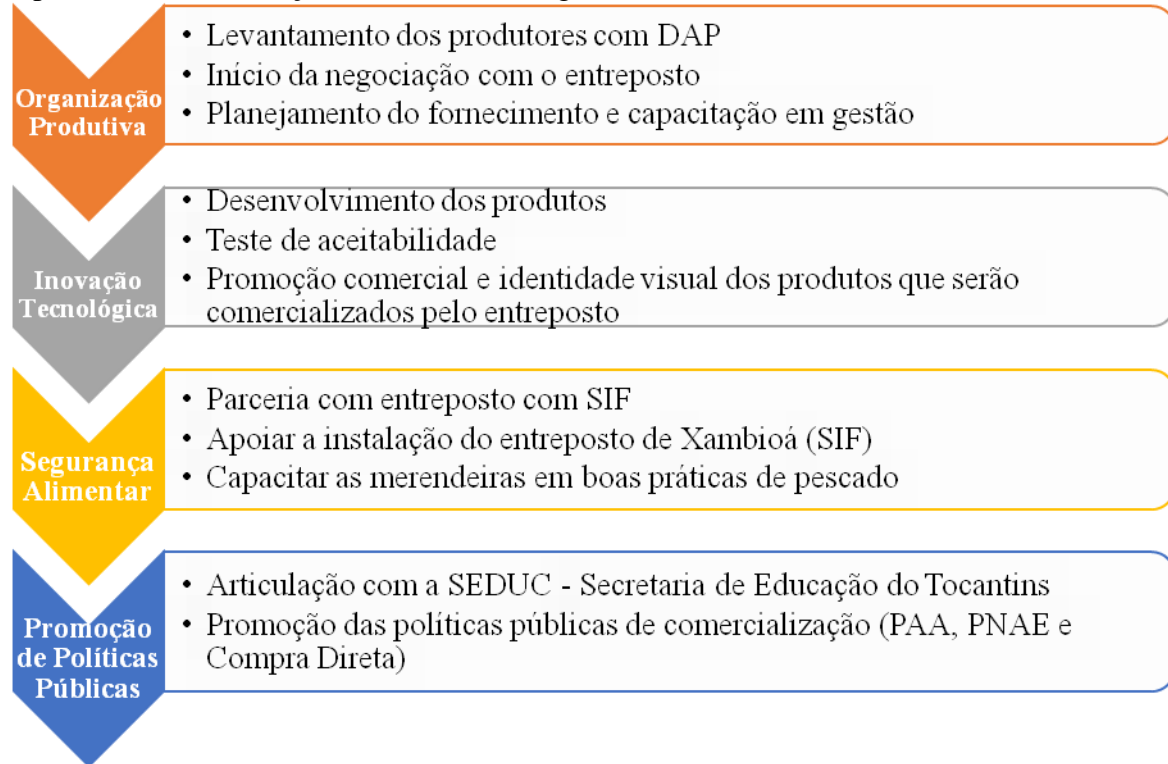 • Levantamento dos produtores com DAP
• Início da negociação com o entreposto
Organização
Produtiva
• Planejamento do fornecimento e capacitação em gestão
• Desenvolvimento dos produtos
• Teste de aceitabilidade
Inovação
Tecnológica
• Promoção comercial e identidade visual dos produtos que serão
comercializados pelo entreposto
• Parceria com entreposto com SIF
• Apoiar a instalação do entreposto de Xambioá (SIF)
Segurança
Alimentar
• Capacitar as merendeiras em boas práticas de pescado
• Articulação com a SEDUC - Secretaria de Educação do Tocantins
Promoção
de Políticas
Públicas
• Promoção das políticas públicas de comercialização (PAA, PNAE e
Compra Direta)